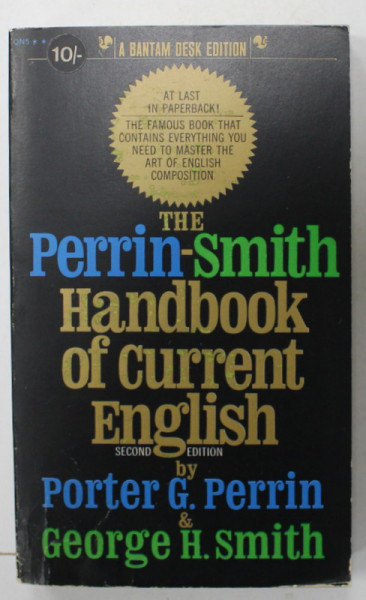 QNS ★ ★
10/-
A BANTAM DESK EDITION
AT LAST
IN PAPERBACK!
THE FAMOUS BOOK THAT
CONTAINS EVERYTHING YOU
NEED TO MASTER THE
ART OF ENGLISH
COMPOSITION
THE
Perrin-Smith
Handbook
of Current
English
SECOND EDITION
by
Porter G. Perrin
&
George H. Smith